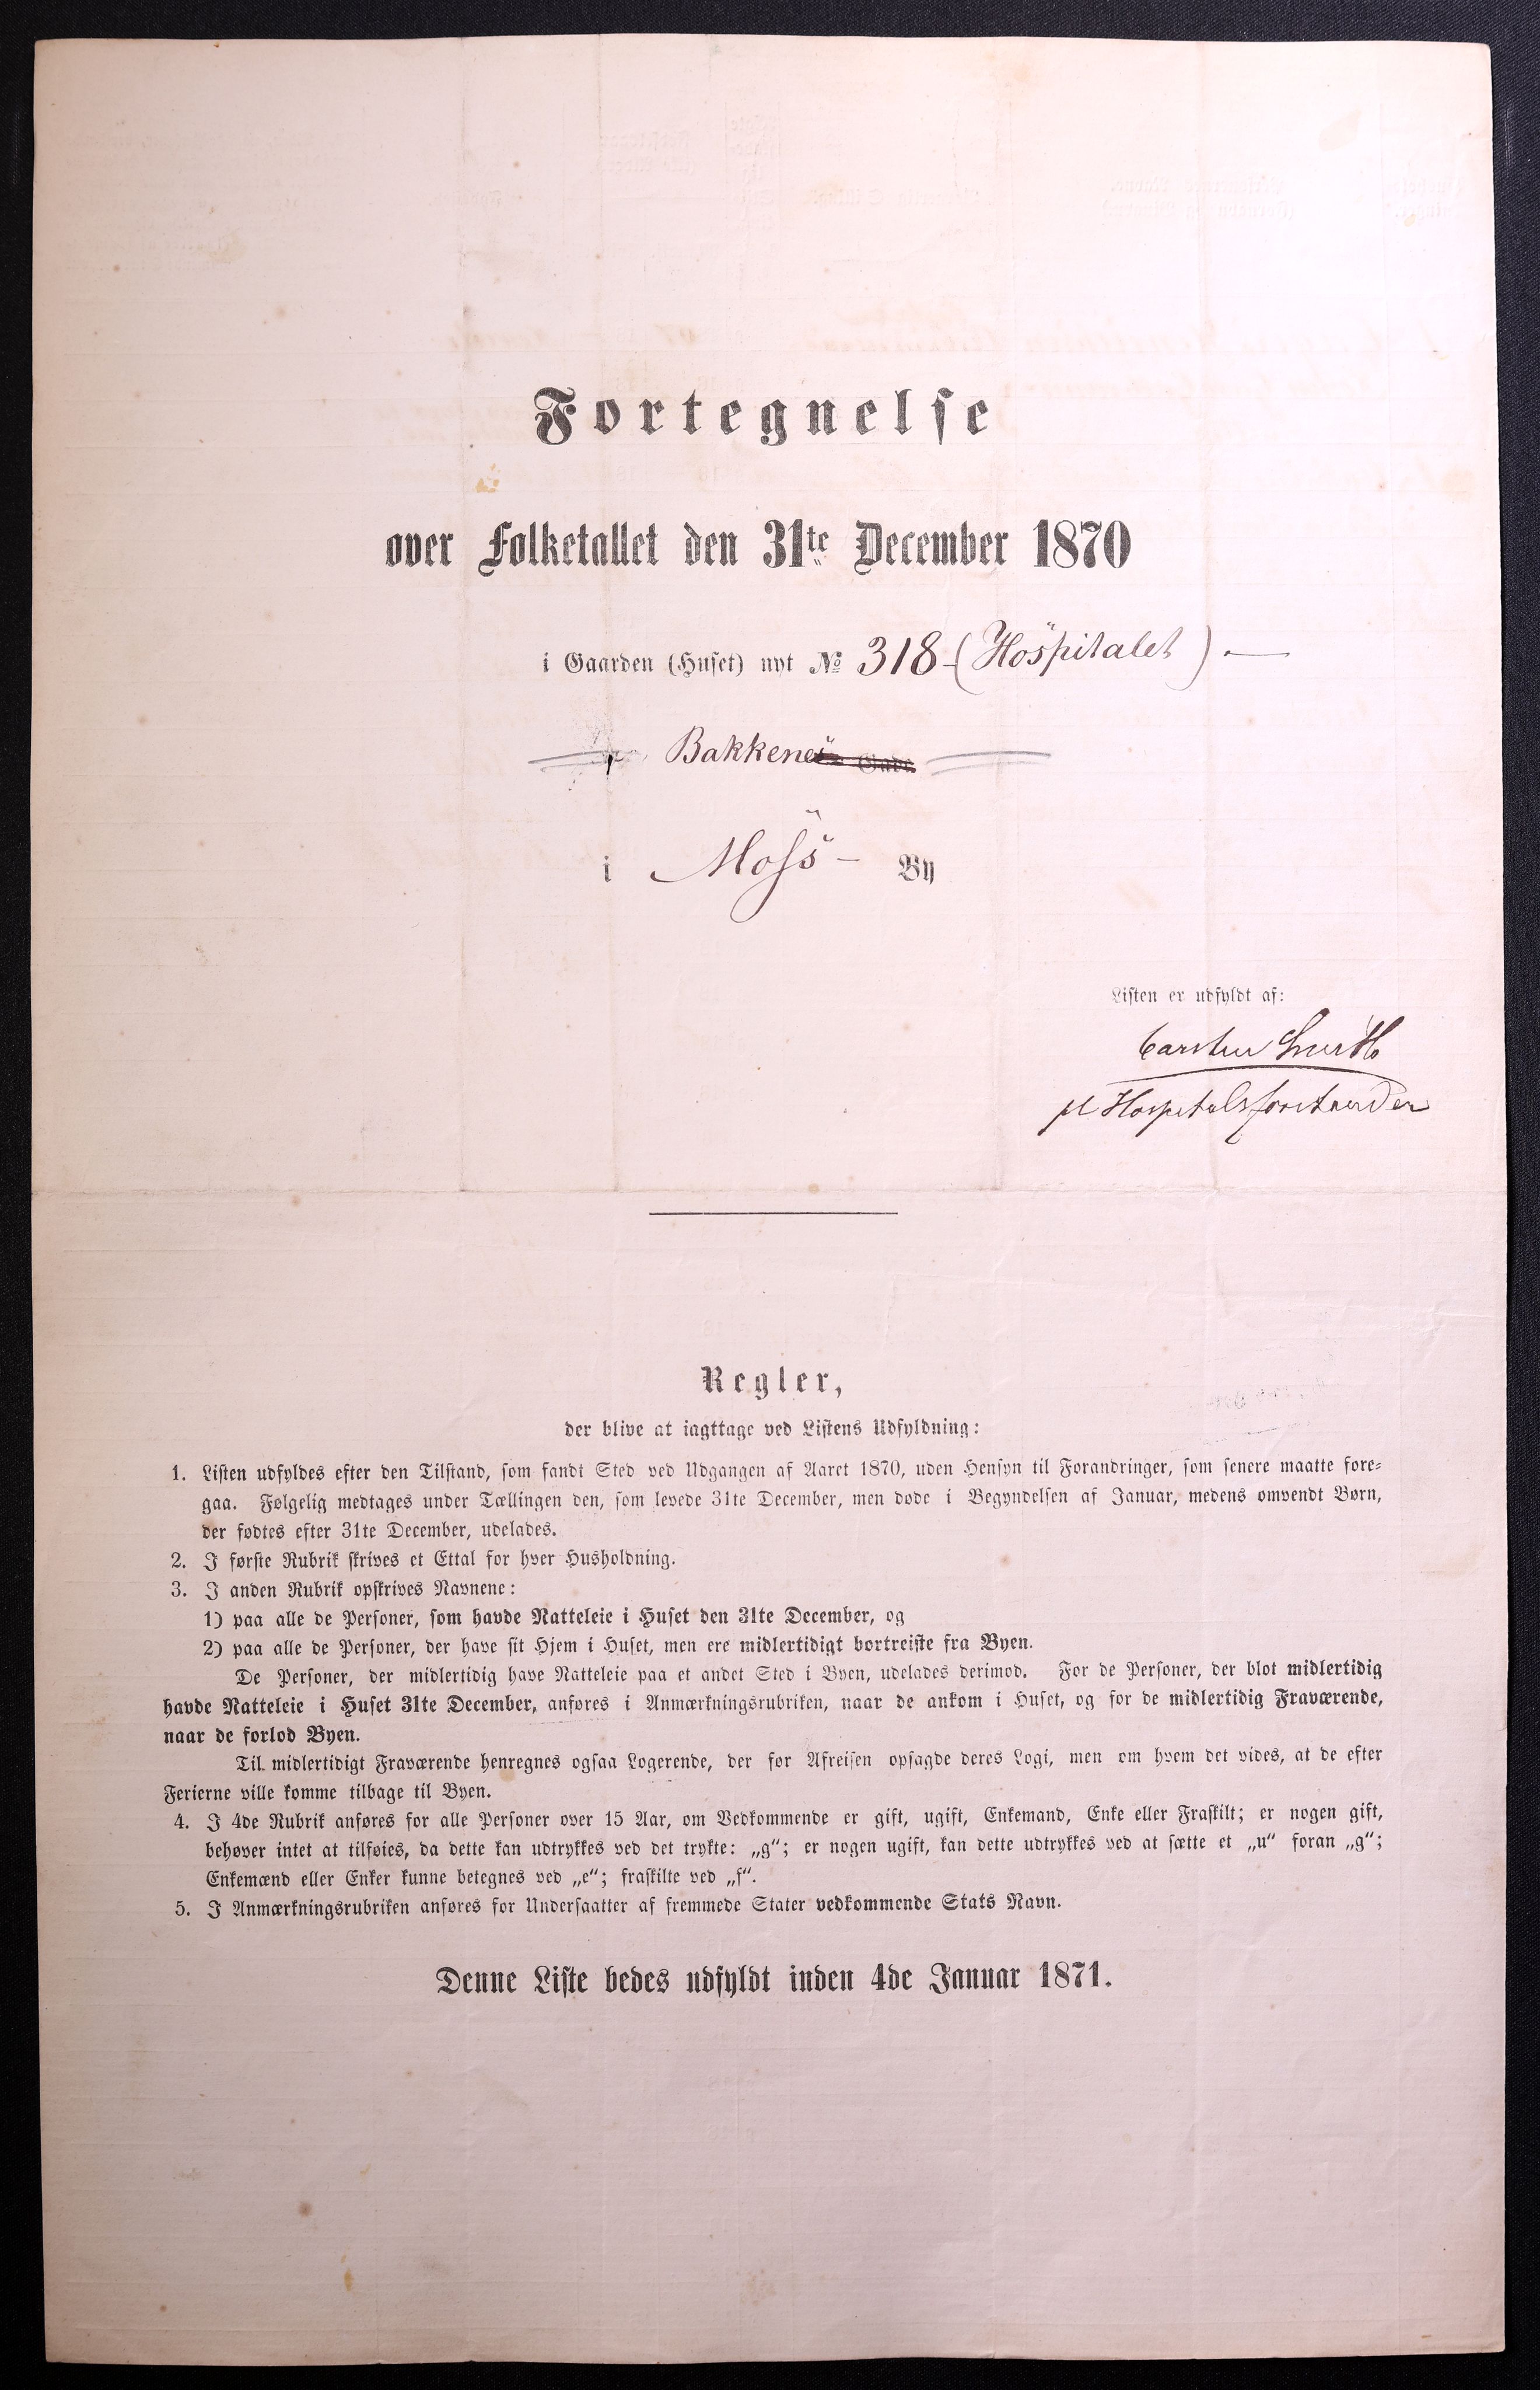 Fortegnelse
over Folketallet den 31te December 1870
i Gaarden (Huset) nyt No 318 (Hospitalet)
Bakkene
i Moss By
Listen er udfyldt af:
Carsten
Hospitalsforstander
Regler,
der blive at iagttage ved Listens Udfyldning:
1. Listen udfyldes efter den Tilstand, som fandt Sted ved Udgangen af Aaret 1870, uden Hensyn til Forandringer, som senere maatte fore-
gaa. Følgelig medtages under Tællingen den, som levede 31te December, men døde i Begyndelsen af Januar, medens omvendt Børn,
der fødtes efter 31te December, udelades.
2. I første Rubrik skrives et Ettal for hver Husholdning.
3. I anden Rubrik opskrives Navnene:
1) paa alle de Personer, som havde Natteleie i Huset den 31te December, og
2) paa alle de Personer, der have sit Hjem i Huset, men ere midlertidigt bortreiste fra Byen.
De Personer, der midlertidig have Natteleie paa et andet Sted i Byen, udelades derimod. For de Personer, der blot midlertidig
havde Natteleie i Huset 31te December, anføres i Anmærkningsrubriken, naar de ankom i Huset, og for de midlertidig Fraværende,
naar de forlod Byen.
Til midlertidigt Fraværende henregnes ogsaa Logerende, der før Afreisen opsagde deres Logi, men om hvem det vides, at de efter
Ferierne ville komme tilbage til Byen.
4. I 4de Rubrik anføres for alle Personer over 15 Aar, om Vedkommende er gift, ugift, Enkemand, Enke eller Fraskilt; er nogen gift,
behøver intet at tilføies, da dette kan udtrykkes ved det trykte: „g“; er nogen ugift, kan dette udtrykkes ved at sætte et „u“ foran „g“;
Enkemænd eller Enker kunne betegnes ved „e“; fraskilte ved „f“.
5. I Anmærkningsrubriken anføres for Undersaatter af fremmede Stater vedkommende Stats Navn.
Denne Liste bedes udfyldt inden 4de Januar 1871.